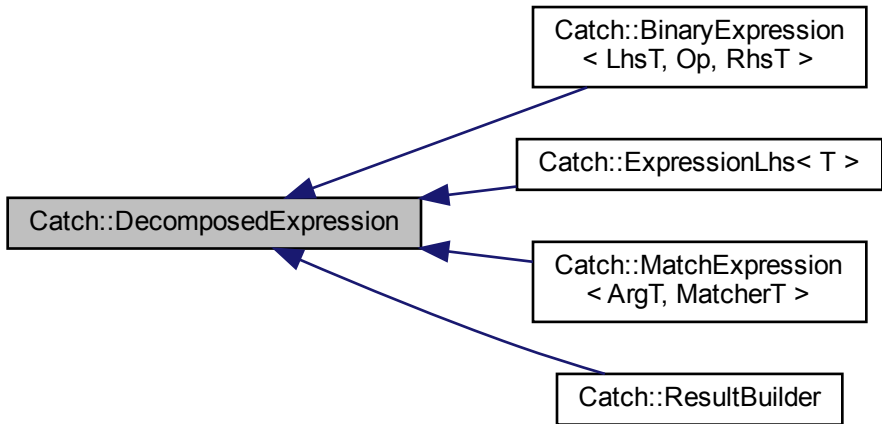 Catch::BinaryExpression
< LhsT, Op, RhsT >
Catch::ExpressionLhs< T >
Catch::DecomposedExpression
Catch::MatchExpression
< ArgT, MatcherT >
Catch::ResultBuilder